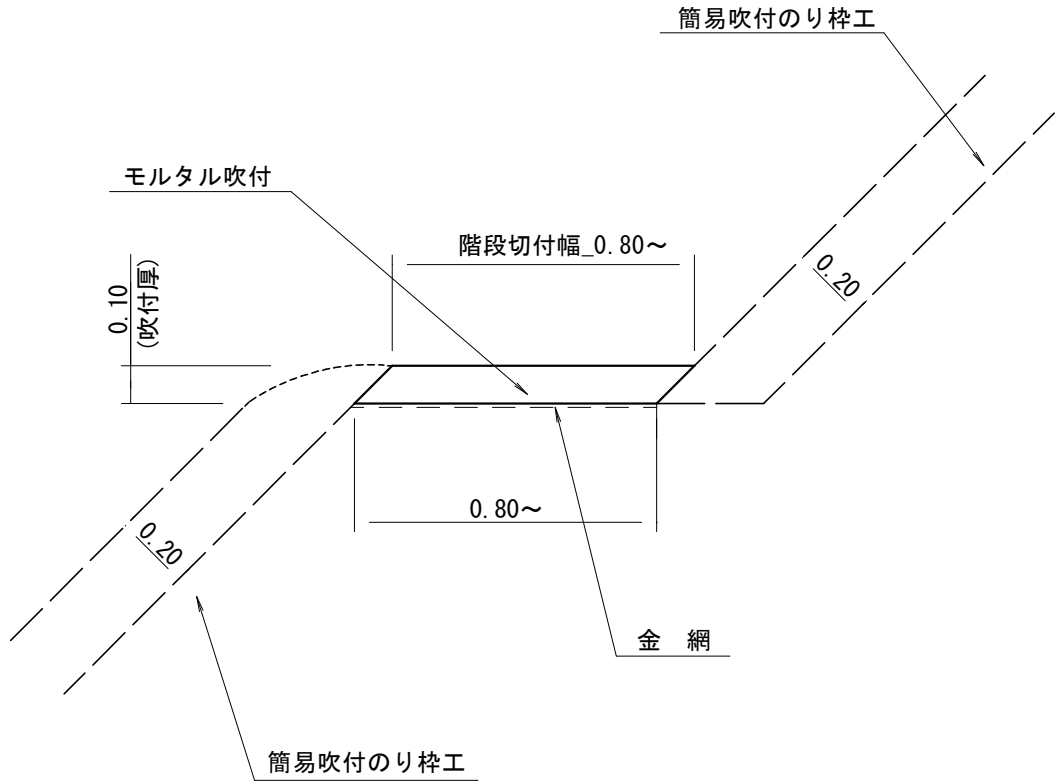 簡易吹付のり枠工
モルタル吹付
階段切付幅_0.80～
0.20
0.10
(吹付厚)
0.80～
0.20
金　網
簡易吹付のり枠工